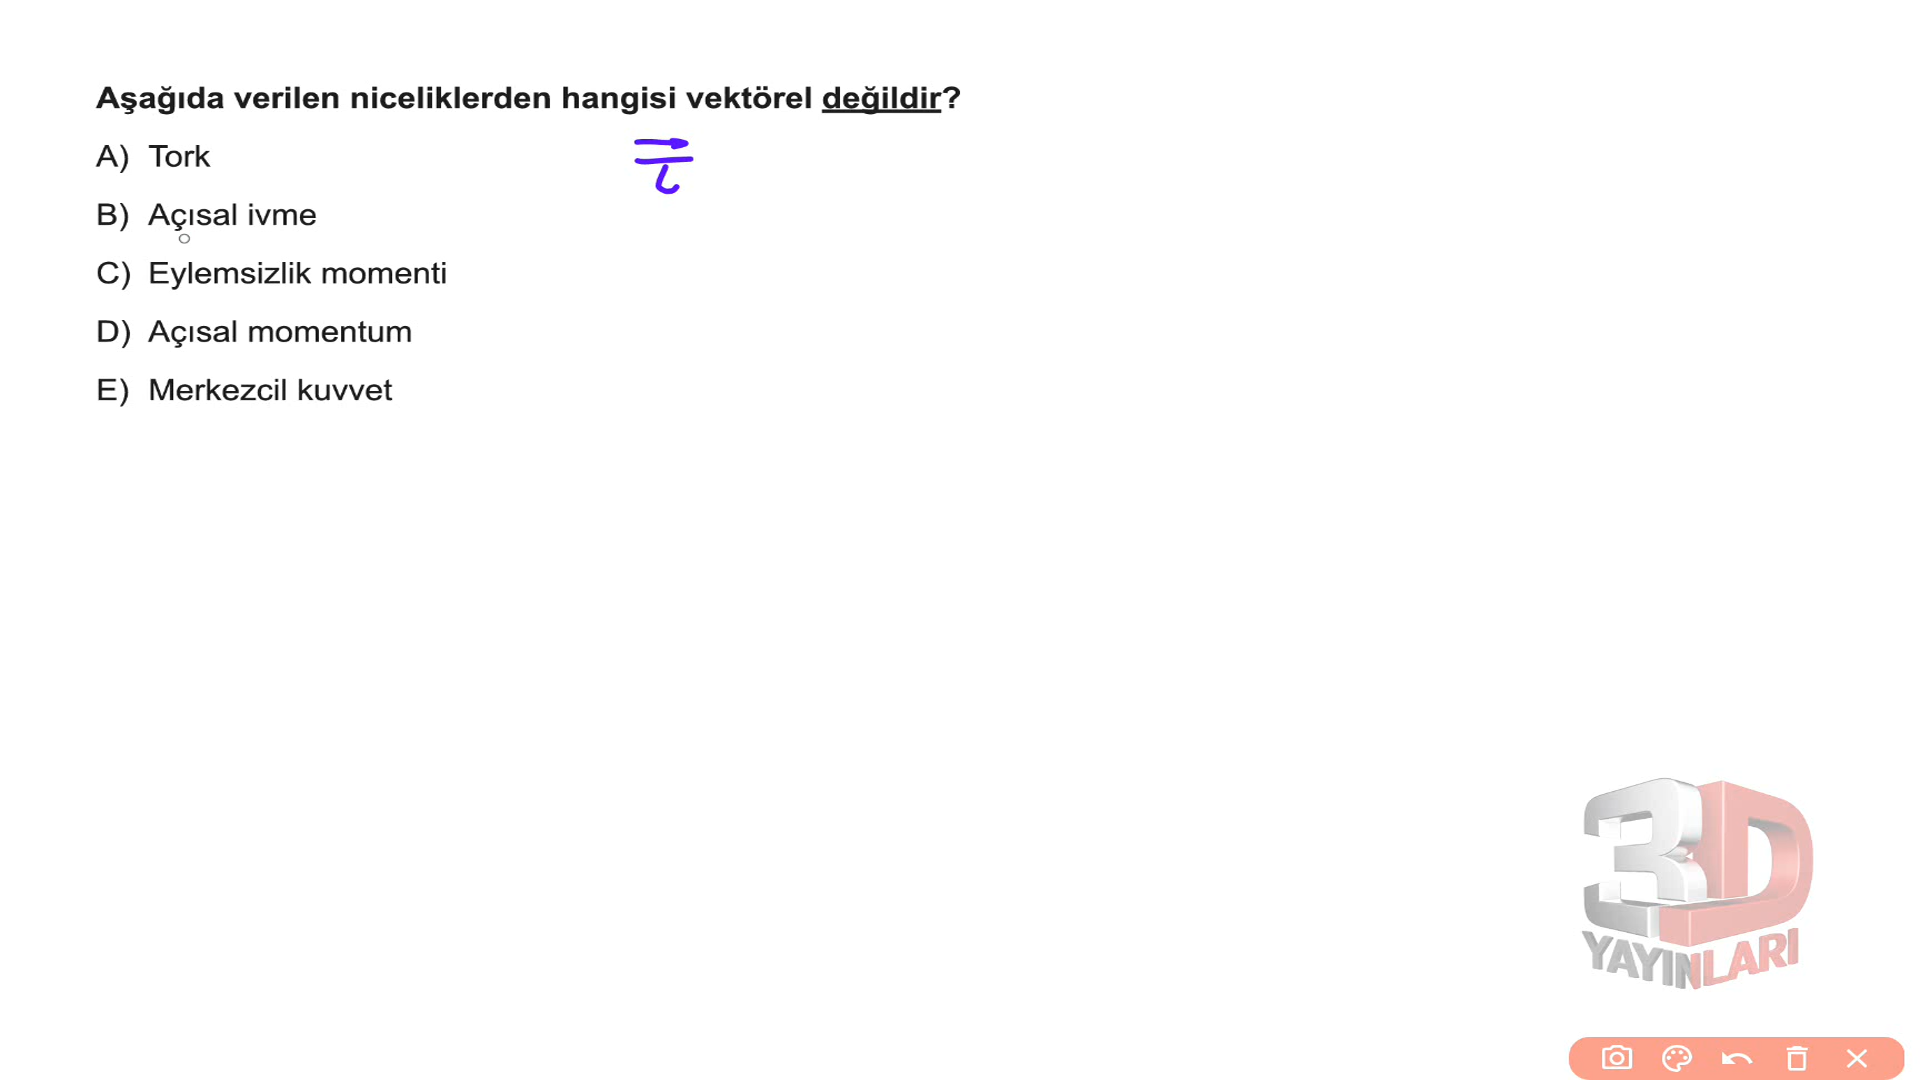 Aşağıda verilen niceliklerden hangisi vektörel değildir?
A) Tork
B) Açısal ivme
C) Eylemsizlik momenti
D) Açısal momentum
E) Merkezcil kuvvet
3D
YAYINLARI